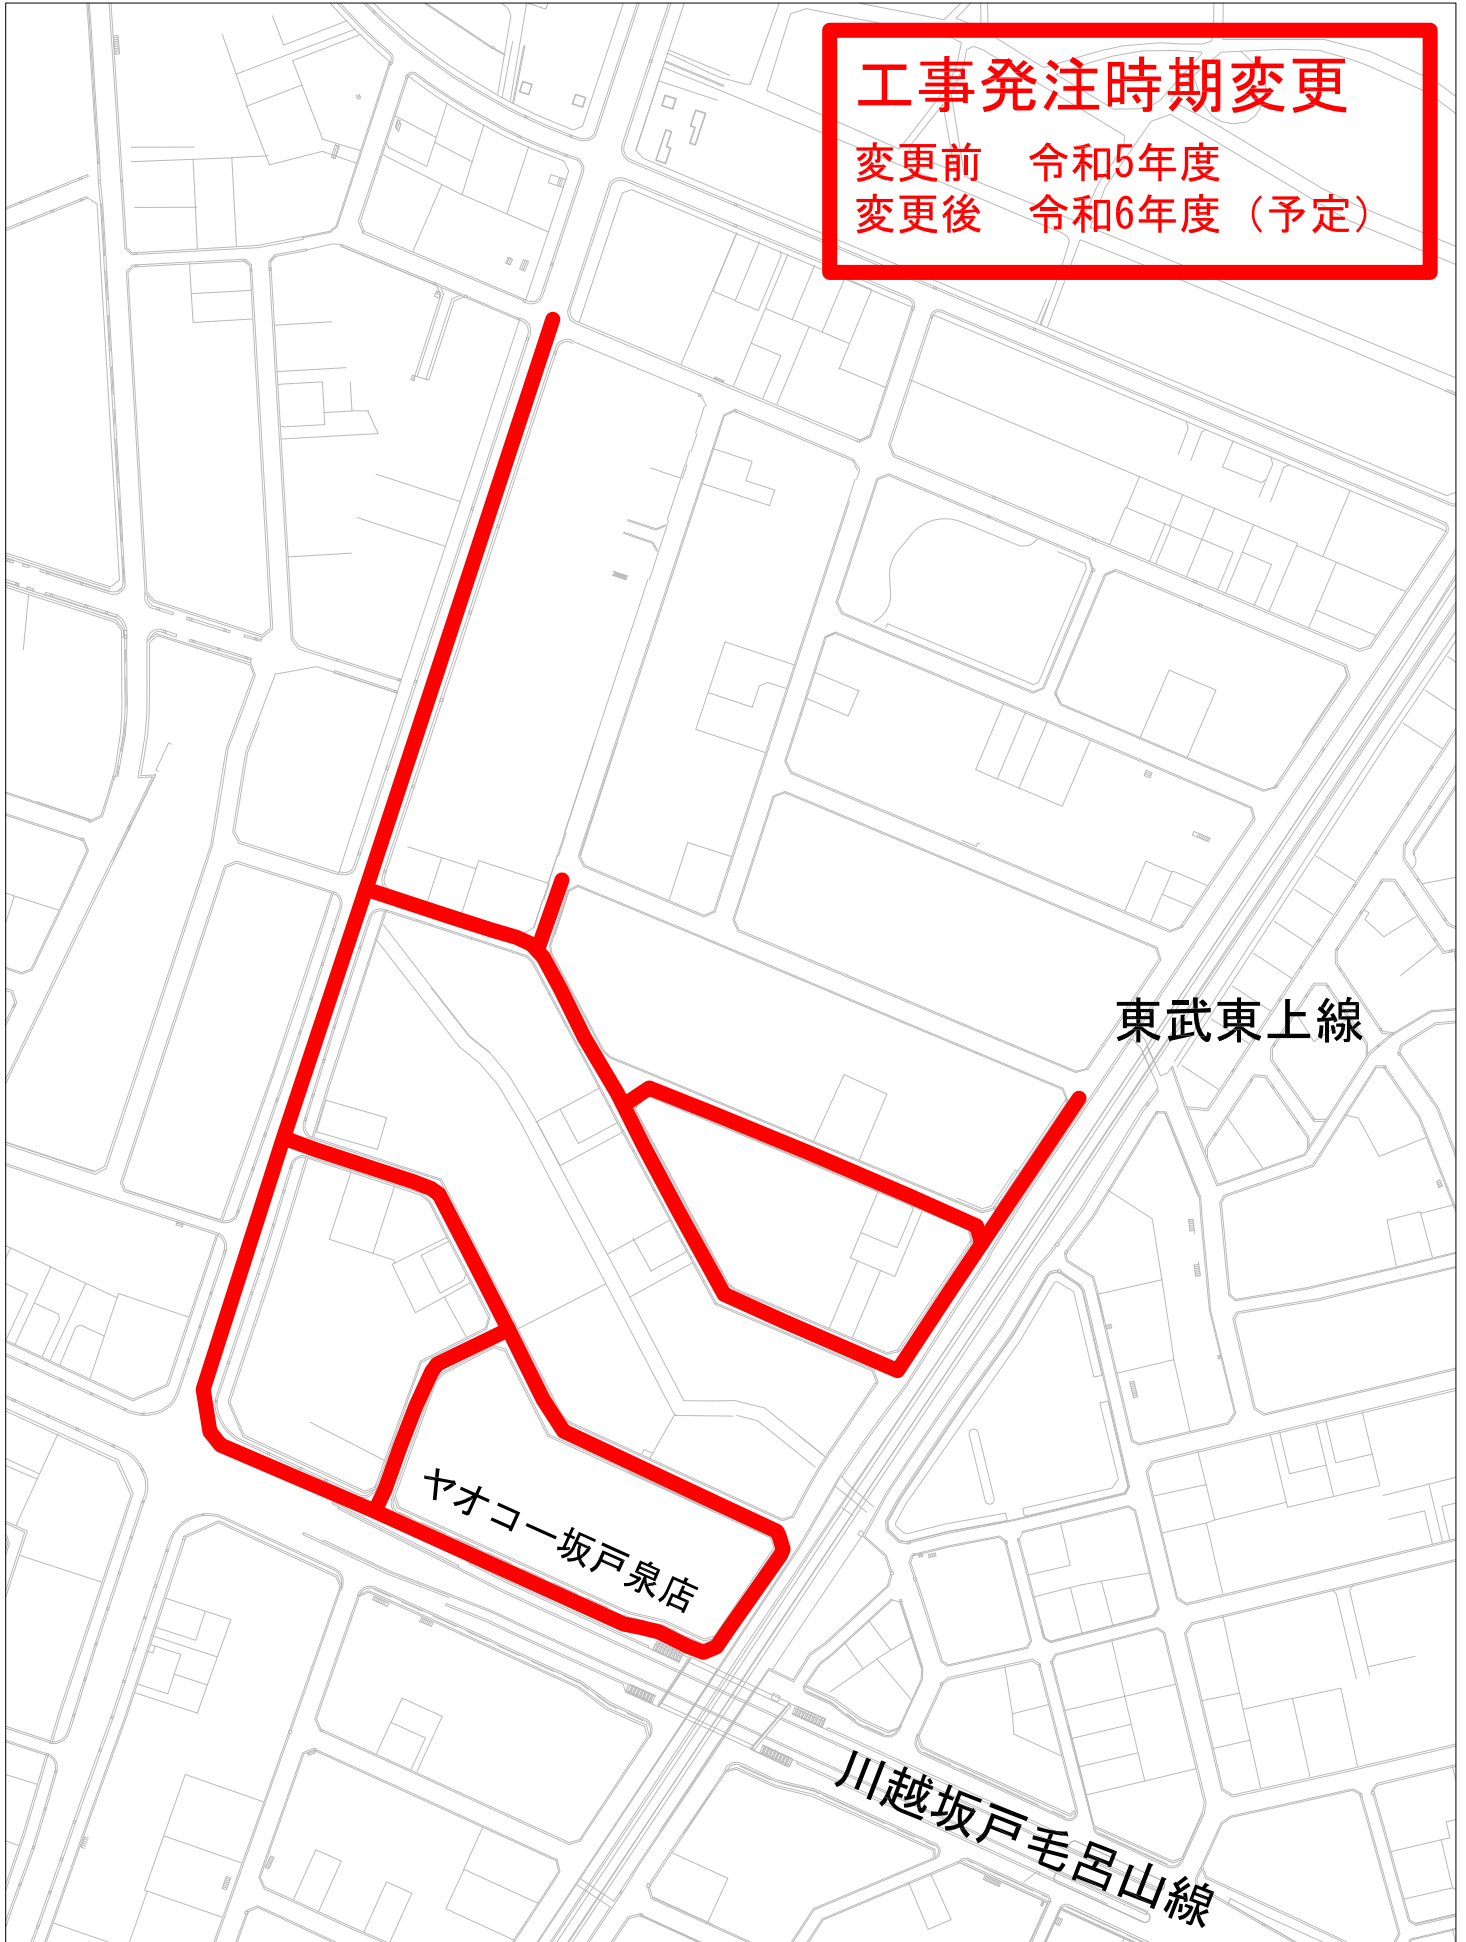 工事発注時期変更
変更前　令和5年度
変更後　令和6年度（予定）
東武東上線
ヤオコー坂戸泉店
川越坂戸毛呂山線